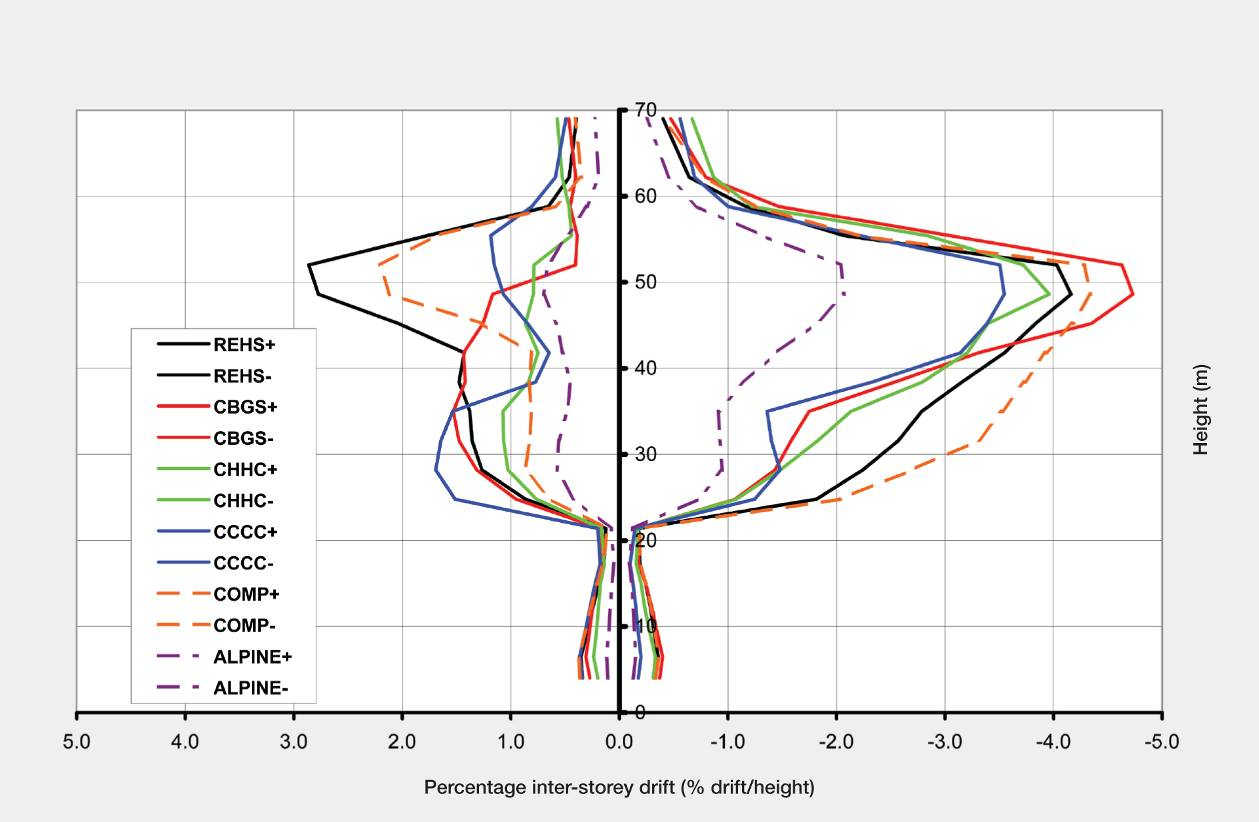 70
60
50
40
30
20
10
0
REHS+
REHS-
CBGS+
CBGS-
CHHC+
CHHC-
CCCC+
CCCC-
COMP+
COMP-
ALPINE+
ALPINE-
Height (m)
5.0 4.0 3.0 2.0 1.0 0.0 -1.0 -2.0 -3.0 -4.0 -5.0
Percentage inter-storey drift (% drift/height)